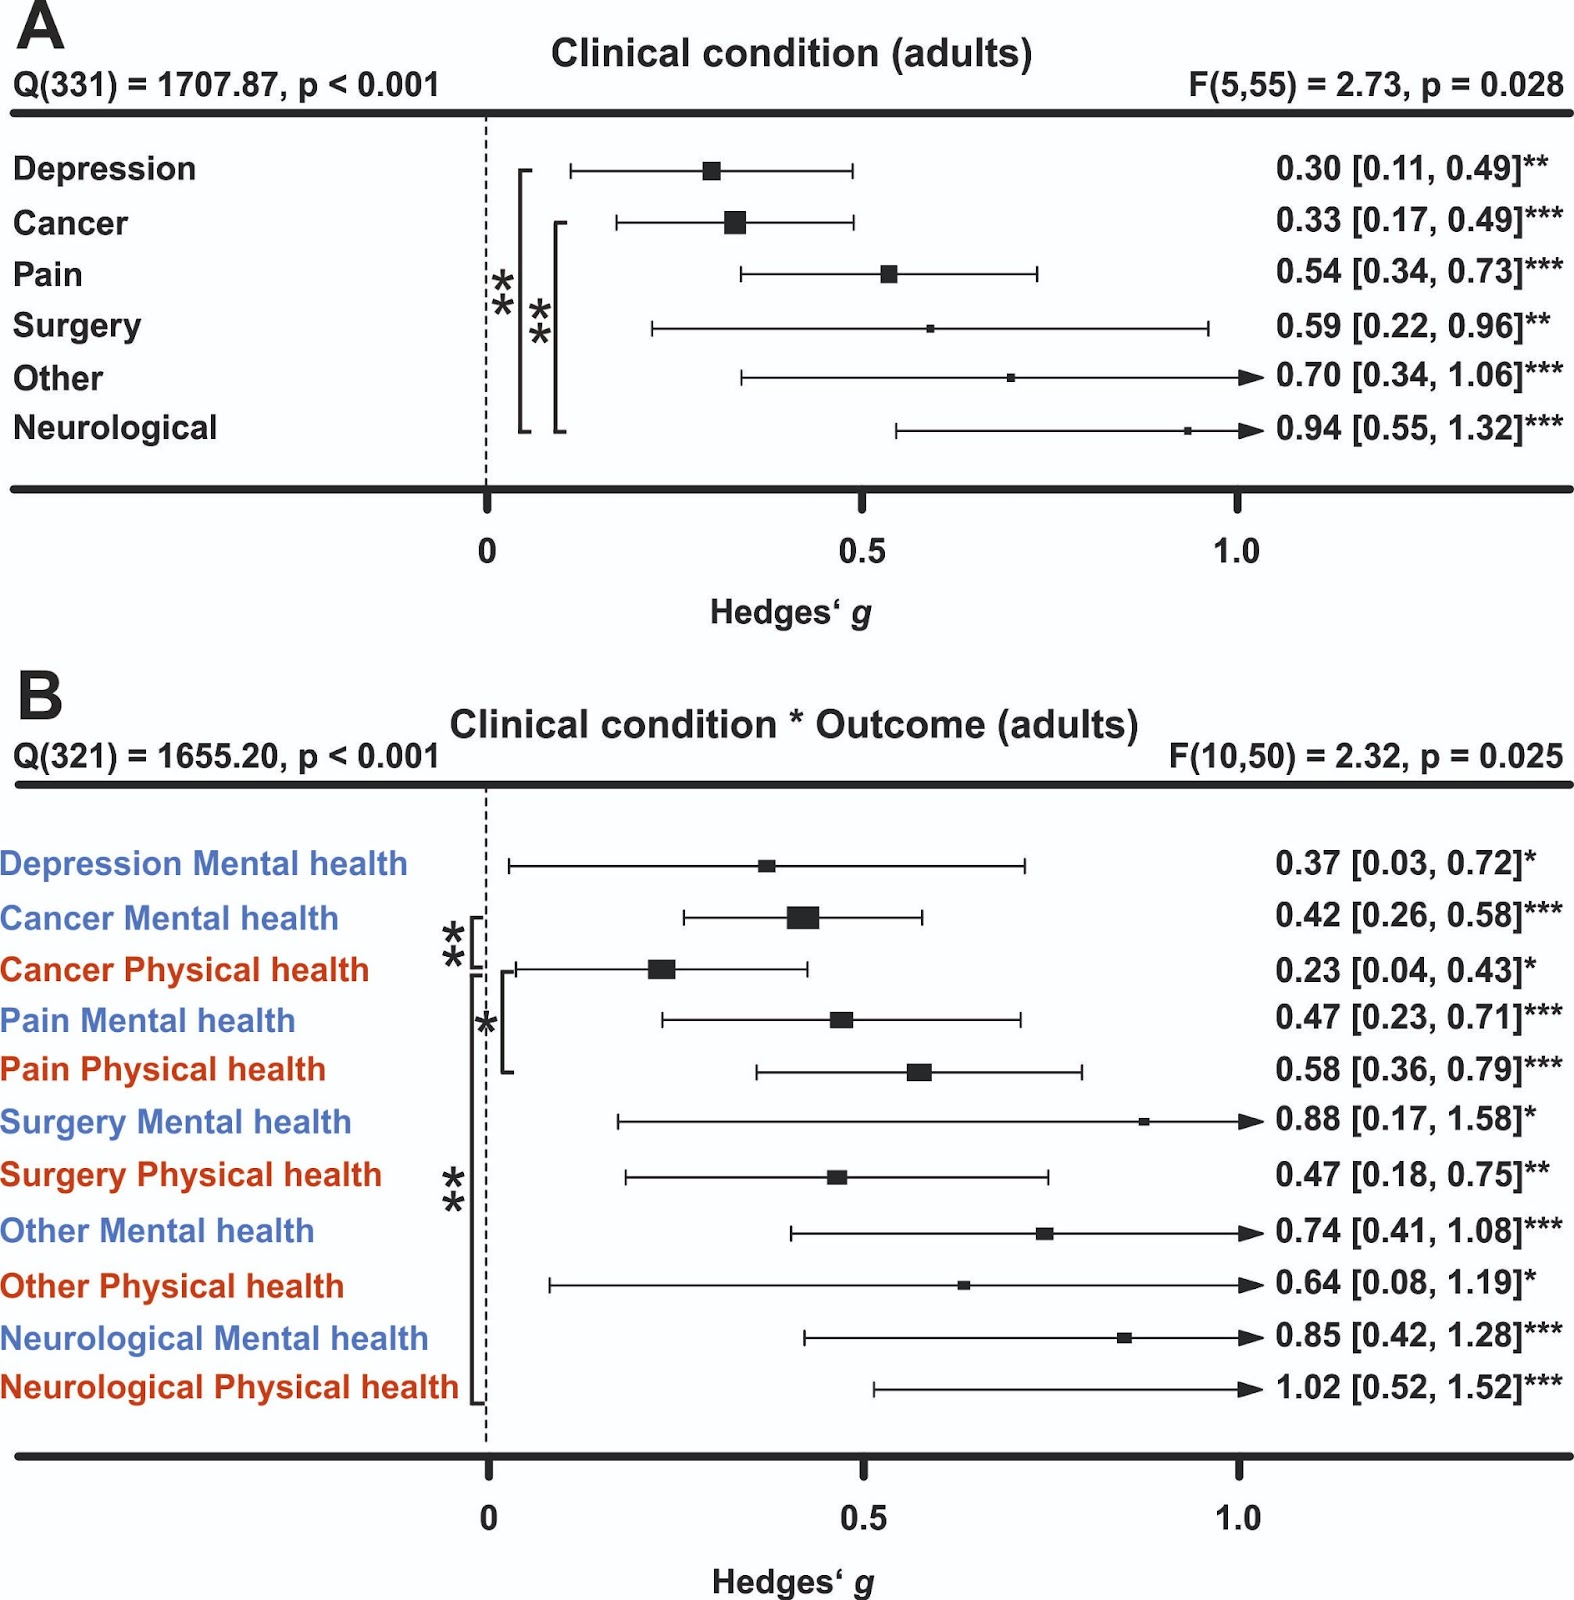 A
Clinical condition (adults)
Q(331) = 1707.87, p < 0.001
F(5,55) = 2.73, p = 0.028
Depression 0.30 [0.11, 0.49]**
Cancer 0.33 [0.17, 0.49]***
Pain 0.54 [0.34, 0.73]***
Surgery 0.59 [0.22, 0.96]**
Other 0.70 [0.34, 1.06]***
Neurological 0.94 [0.55, 1.32]***
**
**
0 0.5 1.0
Hedges‘ g
B
Clinical condition * Outcome (adults)
Q(321) = 1655.20, p < 0.001
F(10,50) = 2.32, p = 0.025
Depression Mental health 0.37 [0.03, 0.72]*
Cancer Mental health 0.42 [0.26, 0.58]***
**
Cancer Physical health 0.23 [0.04, 0.43]*
Pain Mental health * 0.47 [0.23, 0.71]***
Pain Physical health 0.58 [0.36, 0.79]***
Surgery Mental health 0.88 [0.17, 1.58]*
Surgery Physical health ** 0.47 [0.18, 0.75]**
Other Mental health 0.74 [0.41, 1.08]***
Other Physical health 0.64 [0.08, 1.19]*
Neurological Mental health 0.85 [0.42, 1.28]***
Neurological Physical health 1.02 [0.52, 1.52]***
0 0.5 1.0
Hedges‘ g